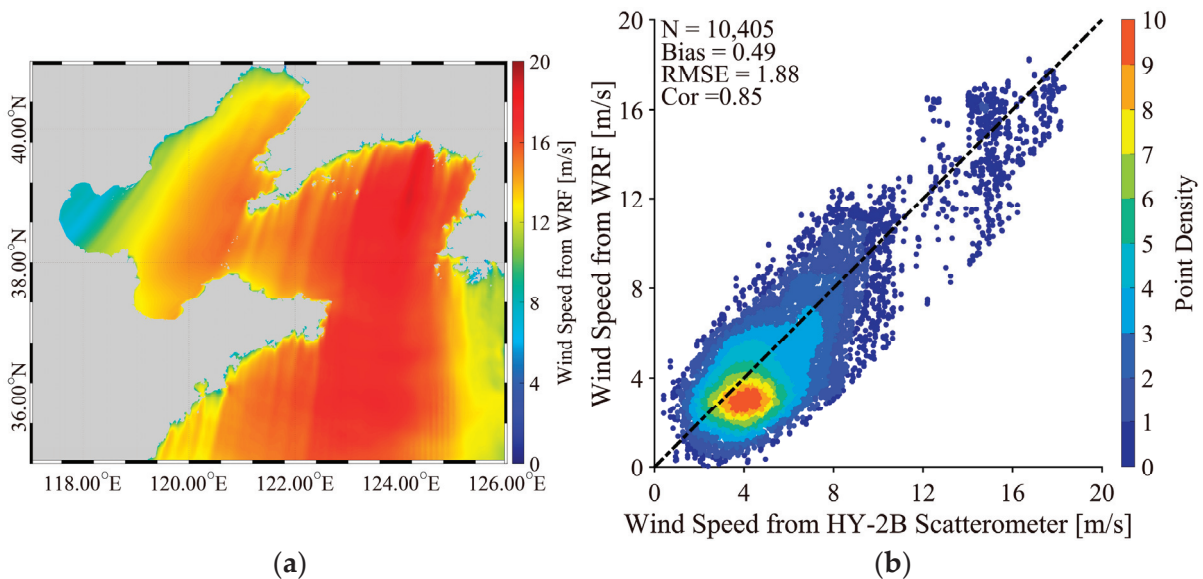 40.00°N
38.00°N
36.00°N
118.00°E
120.00°E
122.00°E
124.00°E
126.00°E
20
16
12
8
4
0
Wind Speed from WRF [m/s]
(a)
N = 10,405
Bias = 0.49
RMSE = 1.88
Cor =0.85
Wind Speed from WRF [m/s]
20
16
12
8
4
0
0
4
8
12
16
20
Wind Speed from HY-2B Scatterometer [m/s]
10
9
8
7
6
5
4
3
2
1
0
Point Density
(b)